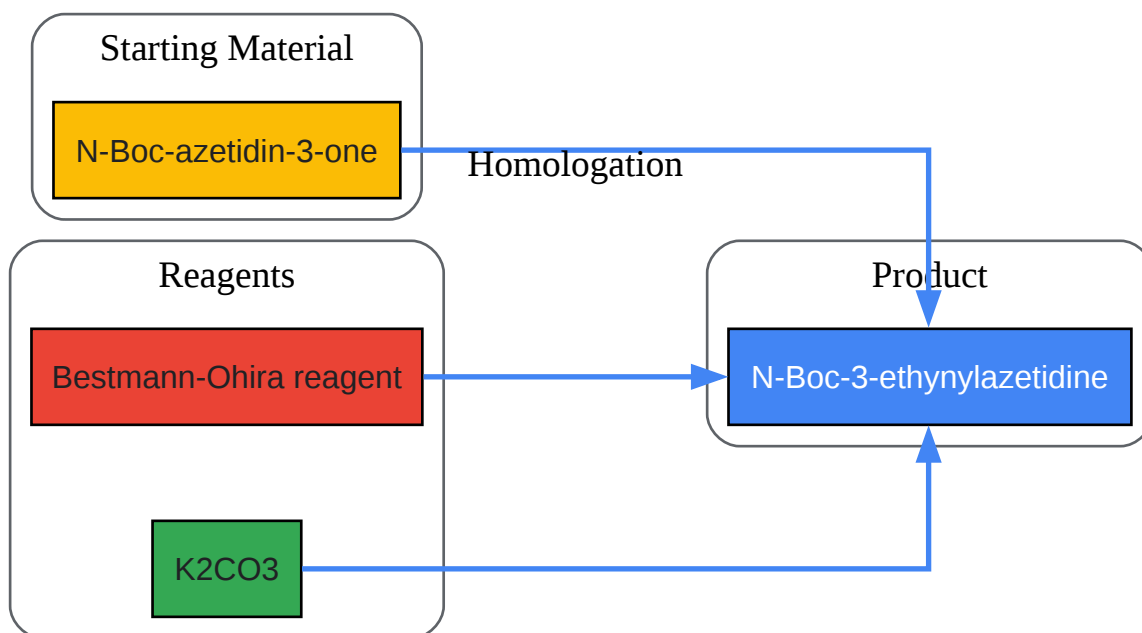 Starting Material
N-Boc-azetidin-3-one
Homologation
Reagents
Bestmann-Ohira reagent
K2CO3
Product
N-Boc-3-ethynylazetidine